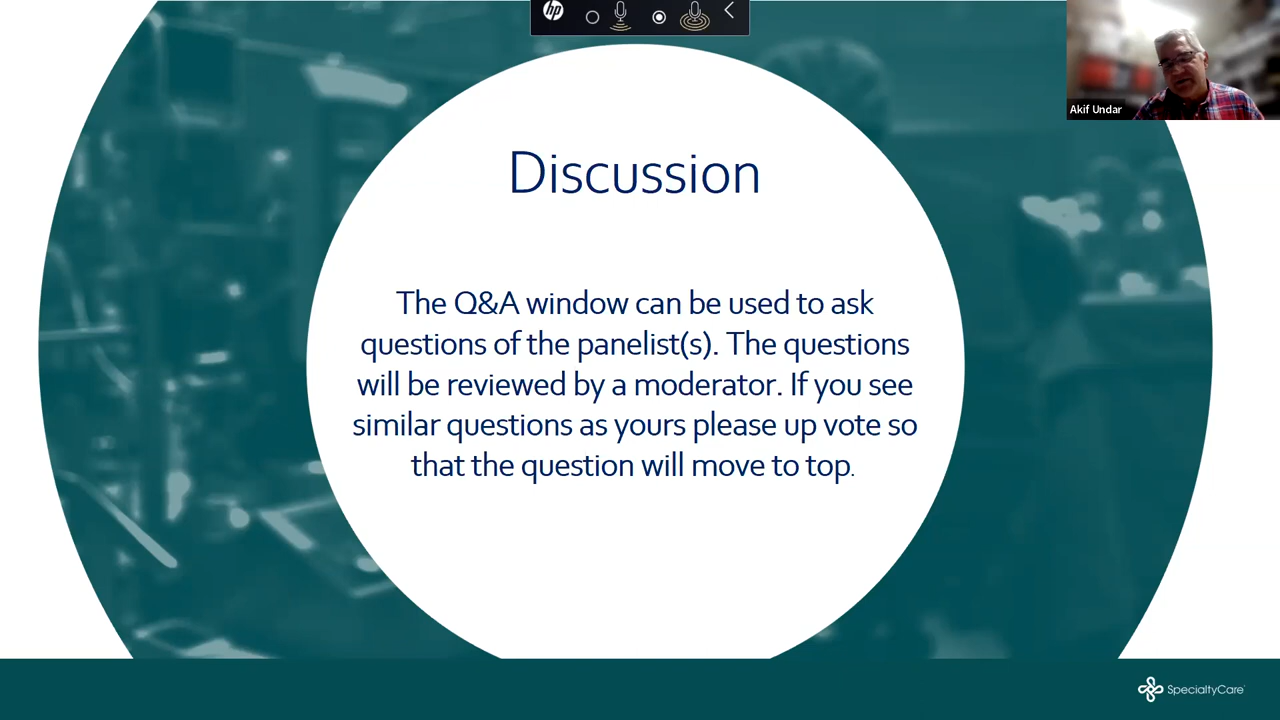 hp
Akif Undar
Discussion
The Q&A window can be used to ask
questions of the panelist(s). The questions
will be reviewed by a moderator. If you see
similar questions as yours please up vote so
that the question will move to top.
SpecialtyCare